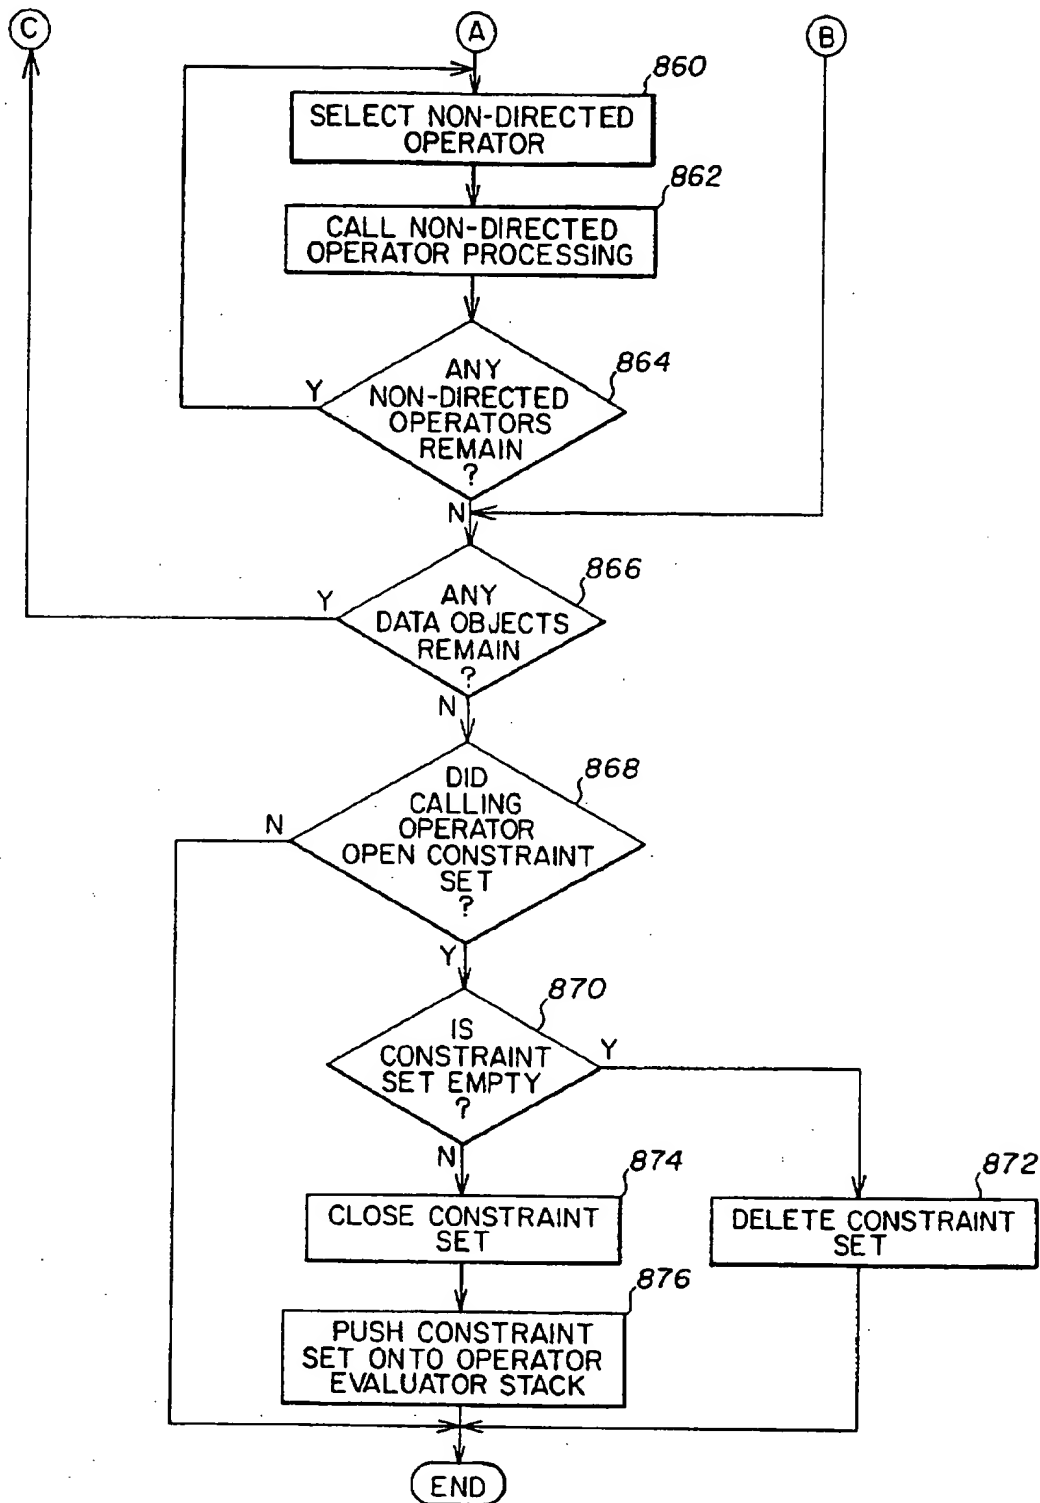 C
A
B
860
SELECT NON-DIRECTED
OPERATOR
862
CALL NON-DIRECTED
OPERATOR PROCESSING
864
ANY
NON-DIRECTED
OPERATORS
REMAIN
?
Y
N
866
ANY
DATA OBJECTS
REMAIN
?
Y
N
868
DID
CALLING
OPERATOR
OPEN CONSTRAINT
SET
?
N
Y
870
IS
CONSTRAINT
SET EMPTY
?
Y
N
874
CLOSE CONSTRAINT
SET
872
DELETE CONSTRAINT
SET
876
PUSH CONSTRAINT
SET ONTO OPERATOR
EVALUATOR STACK
END